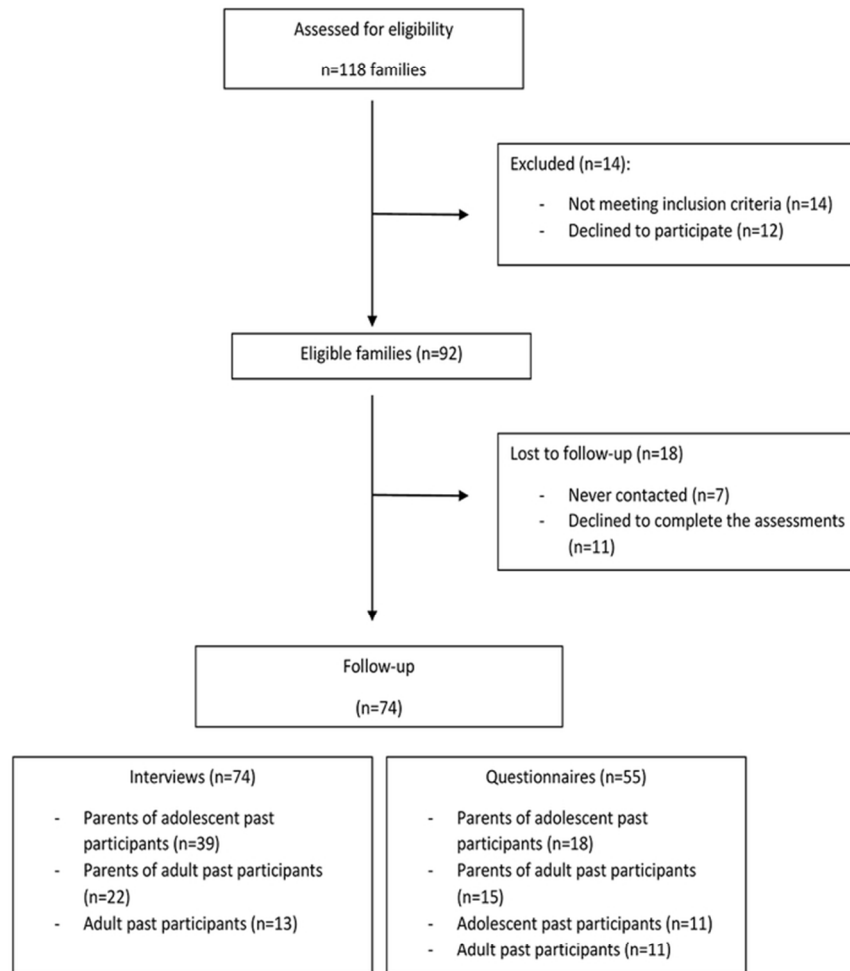 Assessed for eligibility
n=118 families
Excluded (n=14):
- Not meeting inclusion criteria (n=14)
- Declined to participate (n=12)
Eligible families (n=92)
Lost to follow-up (n=18)
- Never contacted (n=7)
- Declined to complete the assessments
(n=11)
Follow-up
(n=74)
Interviews (n=74)
- Parents of adolescent past
participants (n=39)
- Parents of adult past participants
(n=22)
- Adult past participants (n=13)
Questionnaires (n=55)
- Parents of adolescent past
participants (n=18)
- Parents of adult past participants
(n=15)
- Adolescent past participants (n=11)
- Adult past participants (n=11)